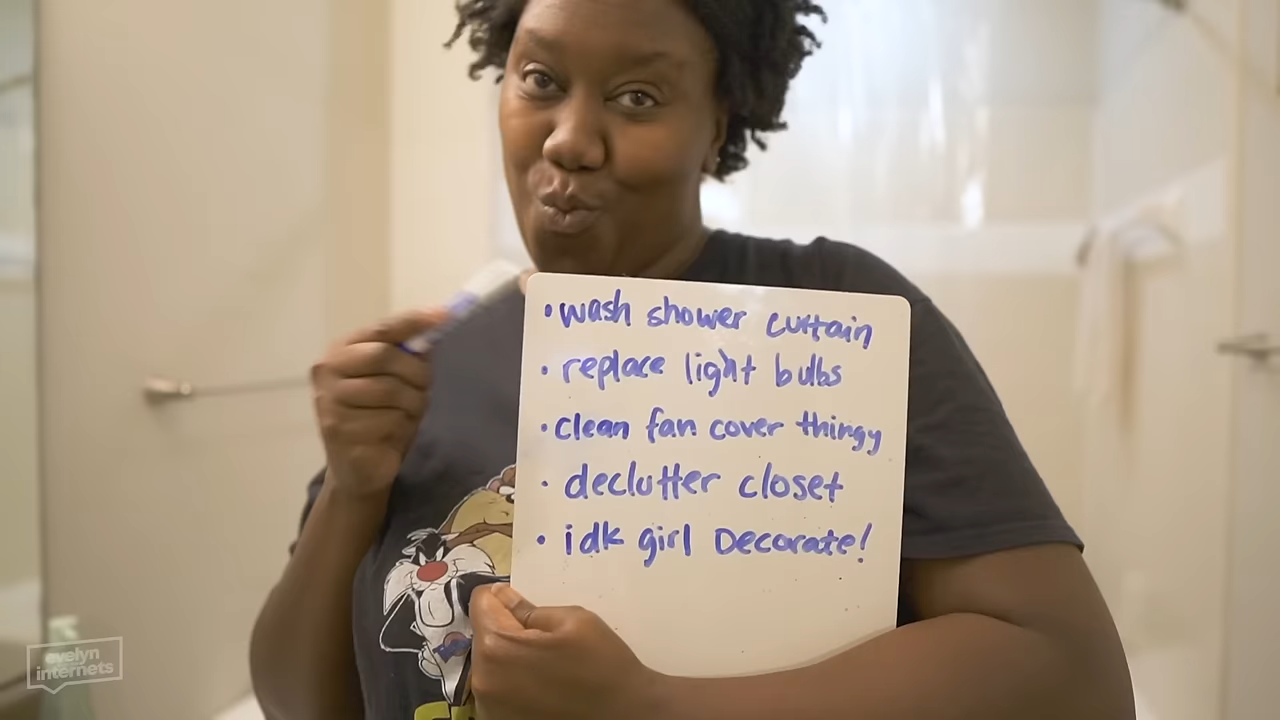 • wash shower curtain
• replace light bulbs
• clean fan cover thingy
• declutter closet
• idk girl Decorate!
evelyn
internets